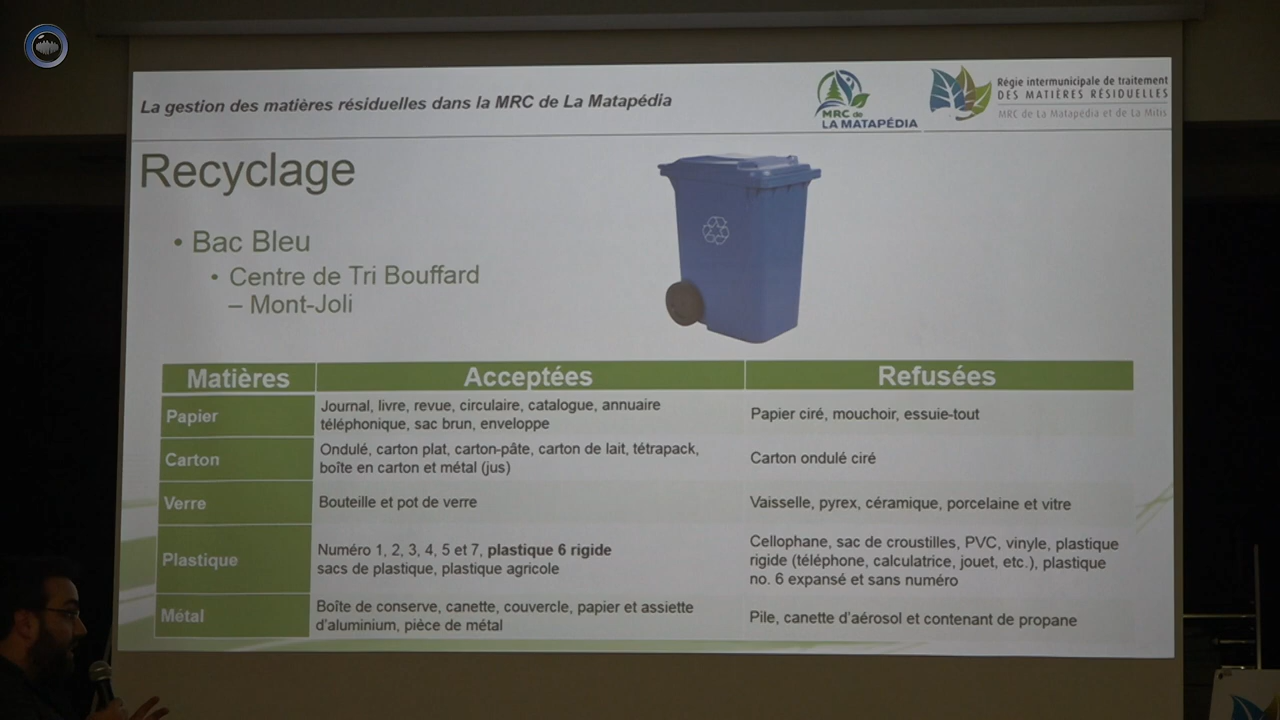 La gestion des matières résiduelles dans la MRC de La Matapédia
MRC de
LA MATAPÉDIA
Régie intermunicipale de traitement
DES MATIÈRES RÉSIDUELLES
MRC de La Matapédia et de La Mitis
Recyclage
• Bac Bleu
• Centre de Tri Bouffard
– Mont-Joli
Matières Acceptées Refusées
Papier
Journal, livre, revue, circulaire, catalogue, annuaire
téléphonique, sac brun, enveloppe
Papier ciré, mouchoir, essuie-tout
Carton
Ondulé, carton plat, carton-pâte, carton de lait, tétrapack,
boîte en carton et métal (jus)
Carton ondulé ciré
Verre
Bouteille et pot de verre
Vaisselle, pyrex, céramique, porcelaine et vitre
Plastique
Numéro 1, 2, 3, 4, 5 et 7, plastique 6 rigide
sacs de plastique, plastique agricole
Cellophane, sac de croustilles, PVC, vinyle, plastique
rigide (téléphone, calculatrice, jouet, etc.), plastique
no. 6 expansé et sans numéro
Métal
Boîte de conserve, canette, couvercle, papier et assiette
d'aluminium, pièce de métal
Pile, canette d'aérosol et contenant de propane